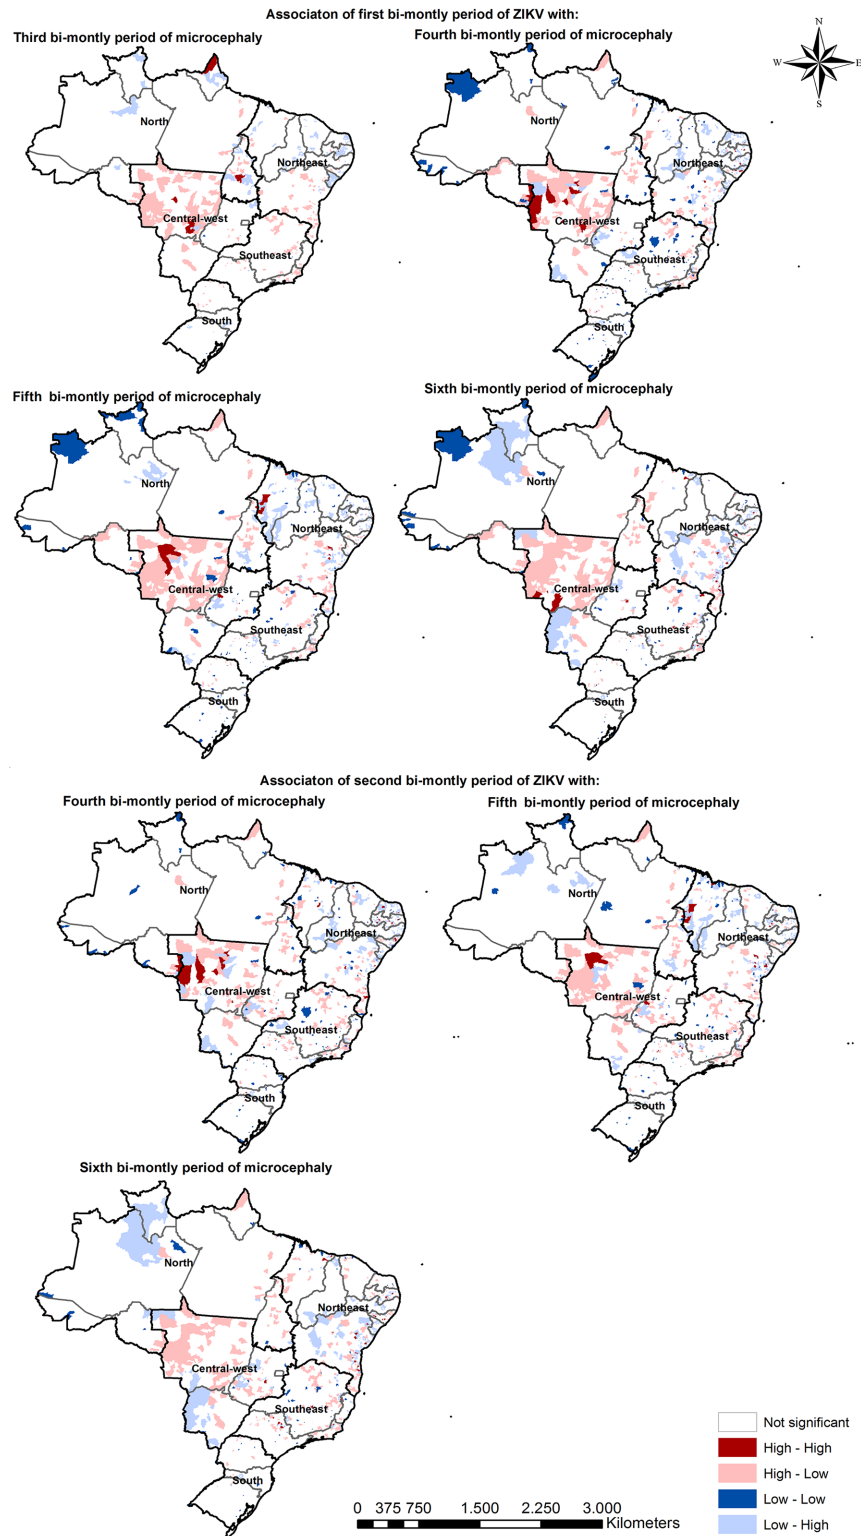 Associaton of first bi-montly period of ZIKV with:
Third bi-montly period of microcephaly
Fourth bi-montly period of microcephaly
N
W
E
S
North
Northeast
Central-west
Southeast
South
North
Northeast
Central-west
Southeast
South
Fifth bi-montly period of microcephaly
Sixth bi-montly period of microcephaly
North
Northeast
Central-west
Southeast
South
North
Northeast
Central-west
Southeast
South
Associaton of second bi-montly period of ZIKV with:
Fourth bi-montly period of microcephaly
Fifth bi-montly period of microcephaly
North
Northeast
Central-west
Southeast
South
North
Northeast
Central-west
Southeast
South
Sixth bi-montly period of microcephaly
North
Northeast
Central-west
Southeast
South
Not significant
High - High
High - Low
Low - Low
Low - High
0 375 750 1.500 2.250 3.000
Kilometers